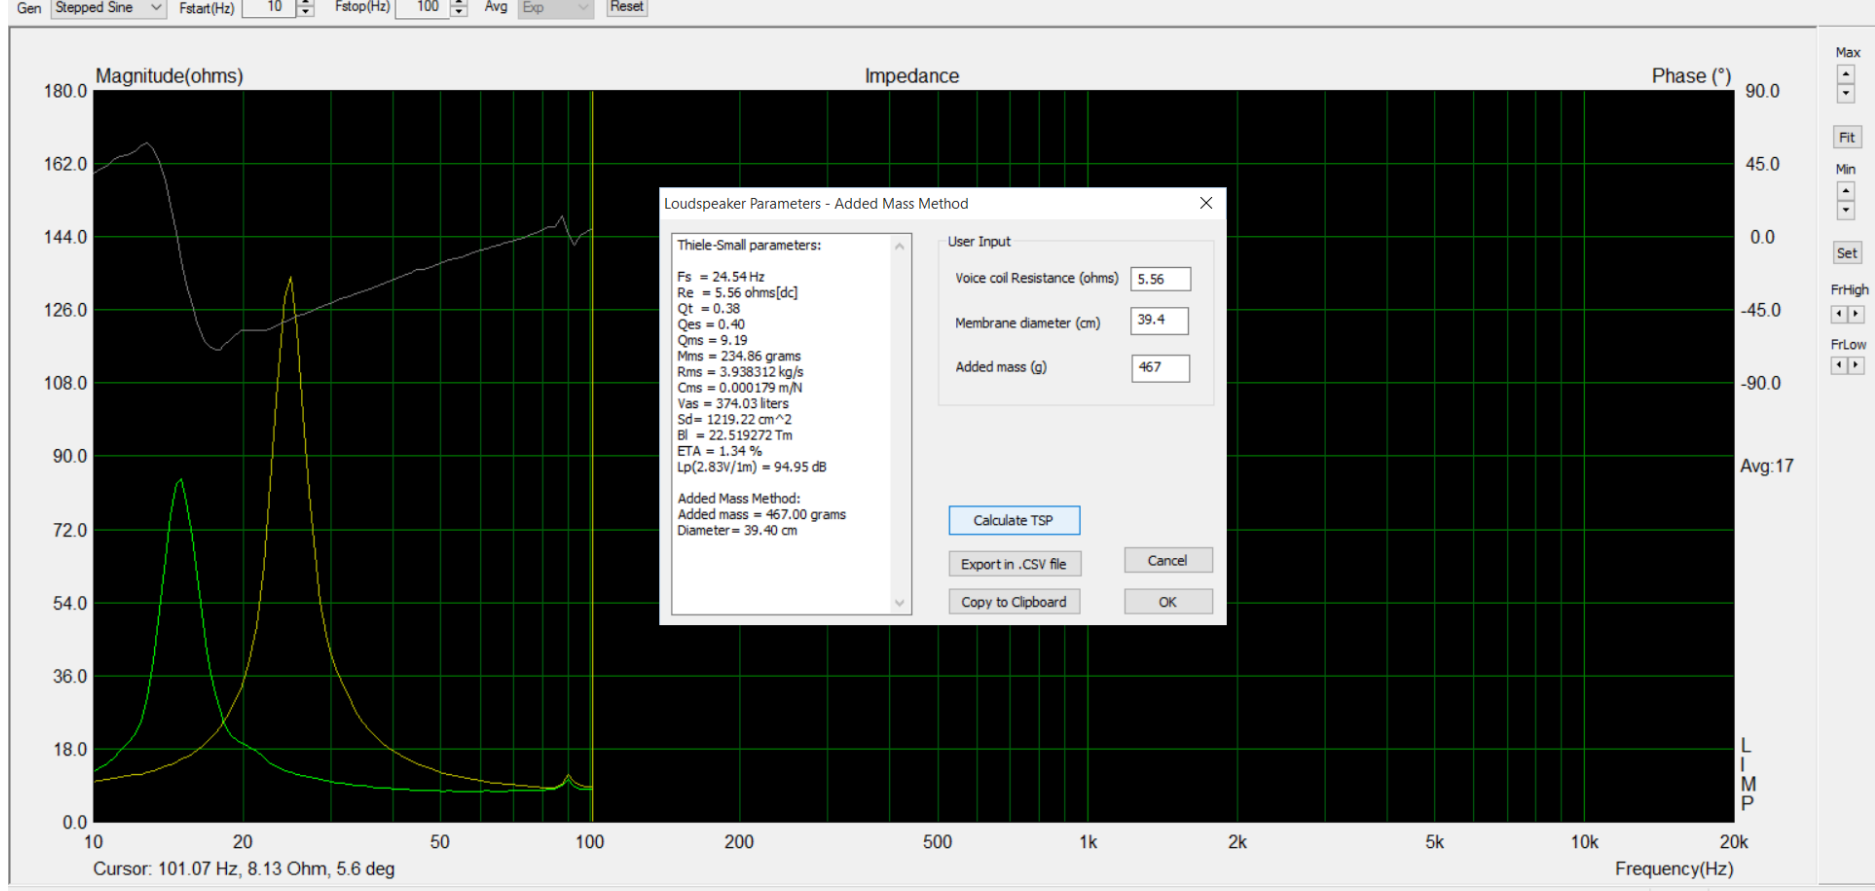 Gen Stepped Sine Fstart(Hz) 10 Fstop(Hz) 100 Avg Exp Reset
Magnitude(ohms) Impedance Phase (°)
180.0
162.0
144.0
126.0
108.0
90.0
72.0
54.0
36.0
18.0
0.0
90.0
45.0
0.0
-45.0
-90.0
Avg:17
L
I
M
P
10 20 50 100 200 500 1k 2k 5k 10k 20k
Cursor: 101.07 Hz, 8.13 Ohm, 5.6 deg
Frequency(Hz)
Max
Fit
Min
Set
FrHigh
FrLow
Loudspeaker Parameters - Added Mass Method
Thiele-Small parameters:
Fs = 24.54 Hz
Re = 5.56 ohms[dc]
Qt = 0.38
Qes = 0.40
Qms = 9.19
Mms = 234.86 grams
Rms = 3.938312 kg/s
Cms = 0.000179 m/N
Vas = 374.03 liters
Sd= 1219.22 cm^2
Bl = 22.519272 Tm
ETA = 1.34 %
Lp(2.83V/1m) = 94.95 dB
Added Mass Method:
Added mass = 467.00 grams
Diameter= 39.40 cm
User Input
Voice coil Resistance (ohms) 5.56
Membrane diameter (cm) 39.4
Added mass (g) 467
Calculate TSP
Export in .CSV file
Cancel
Copy to Clipboard
OK